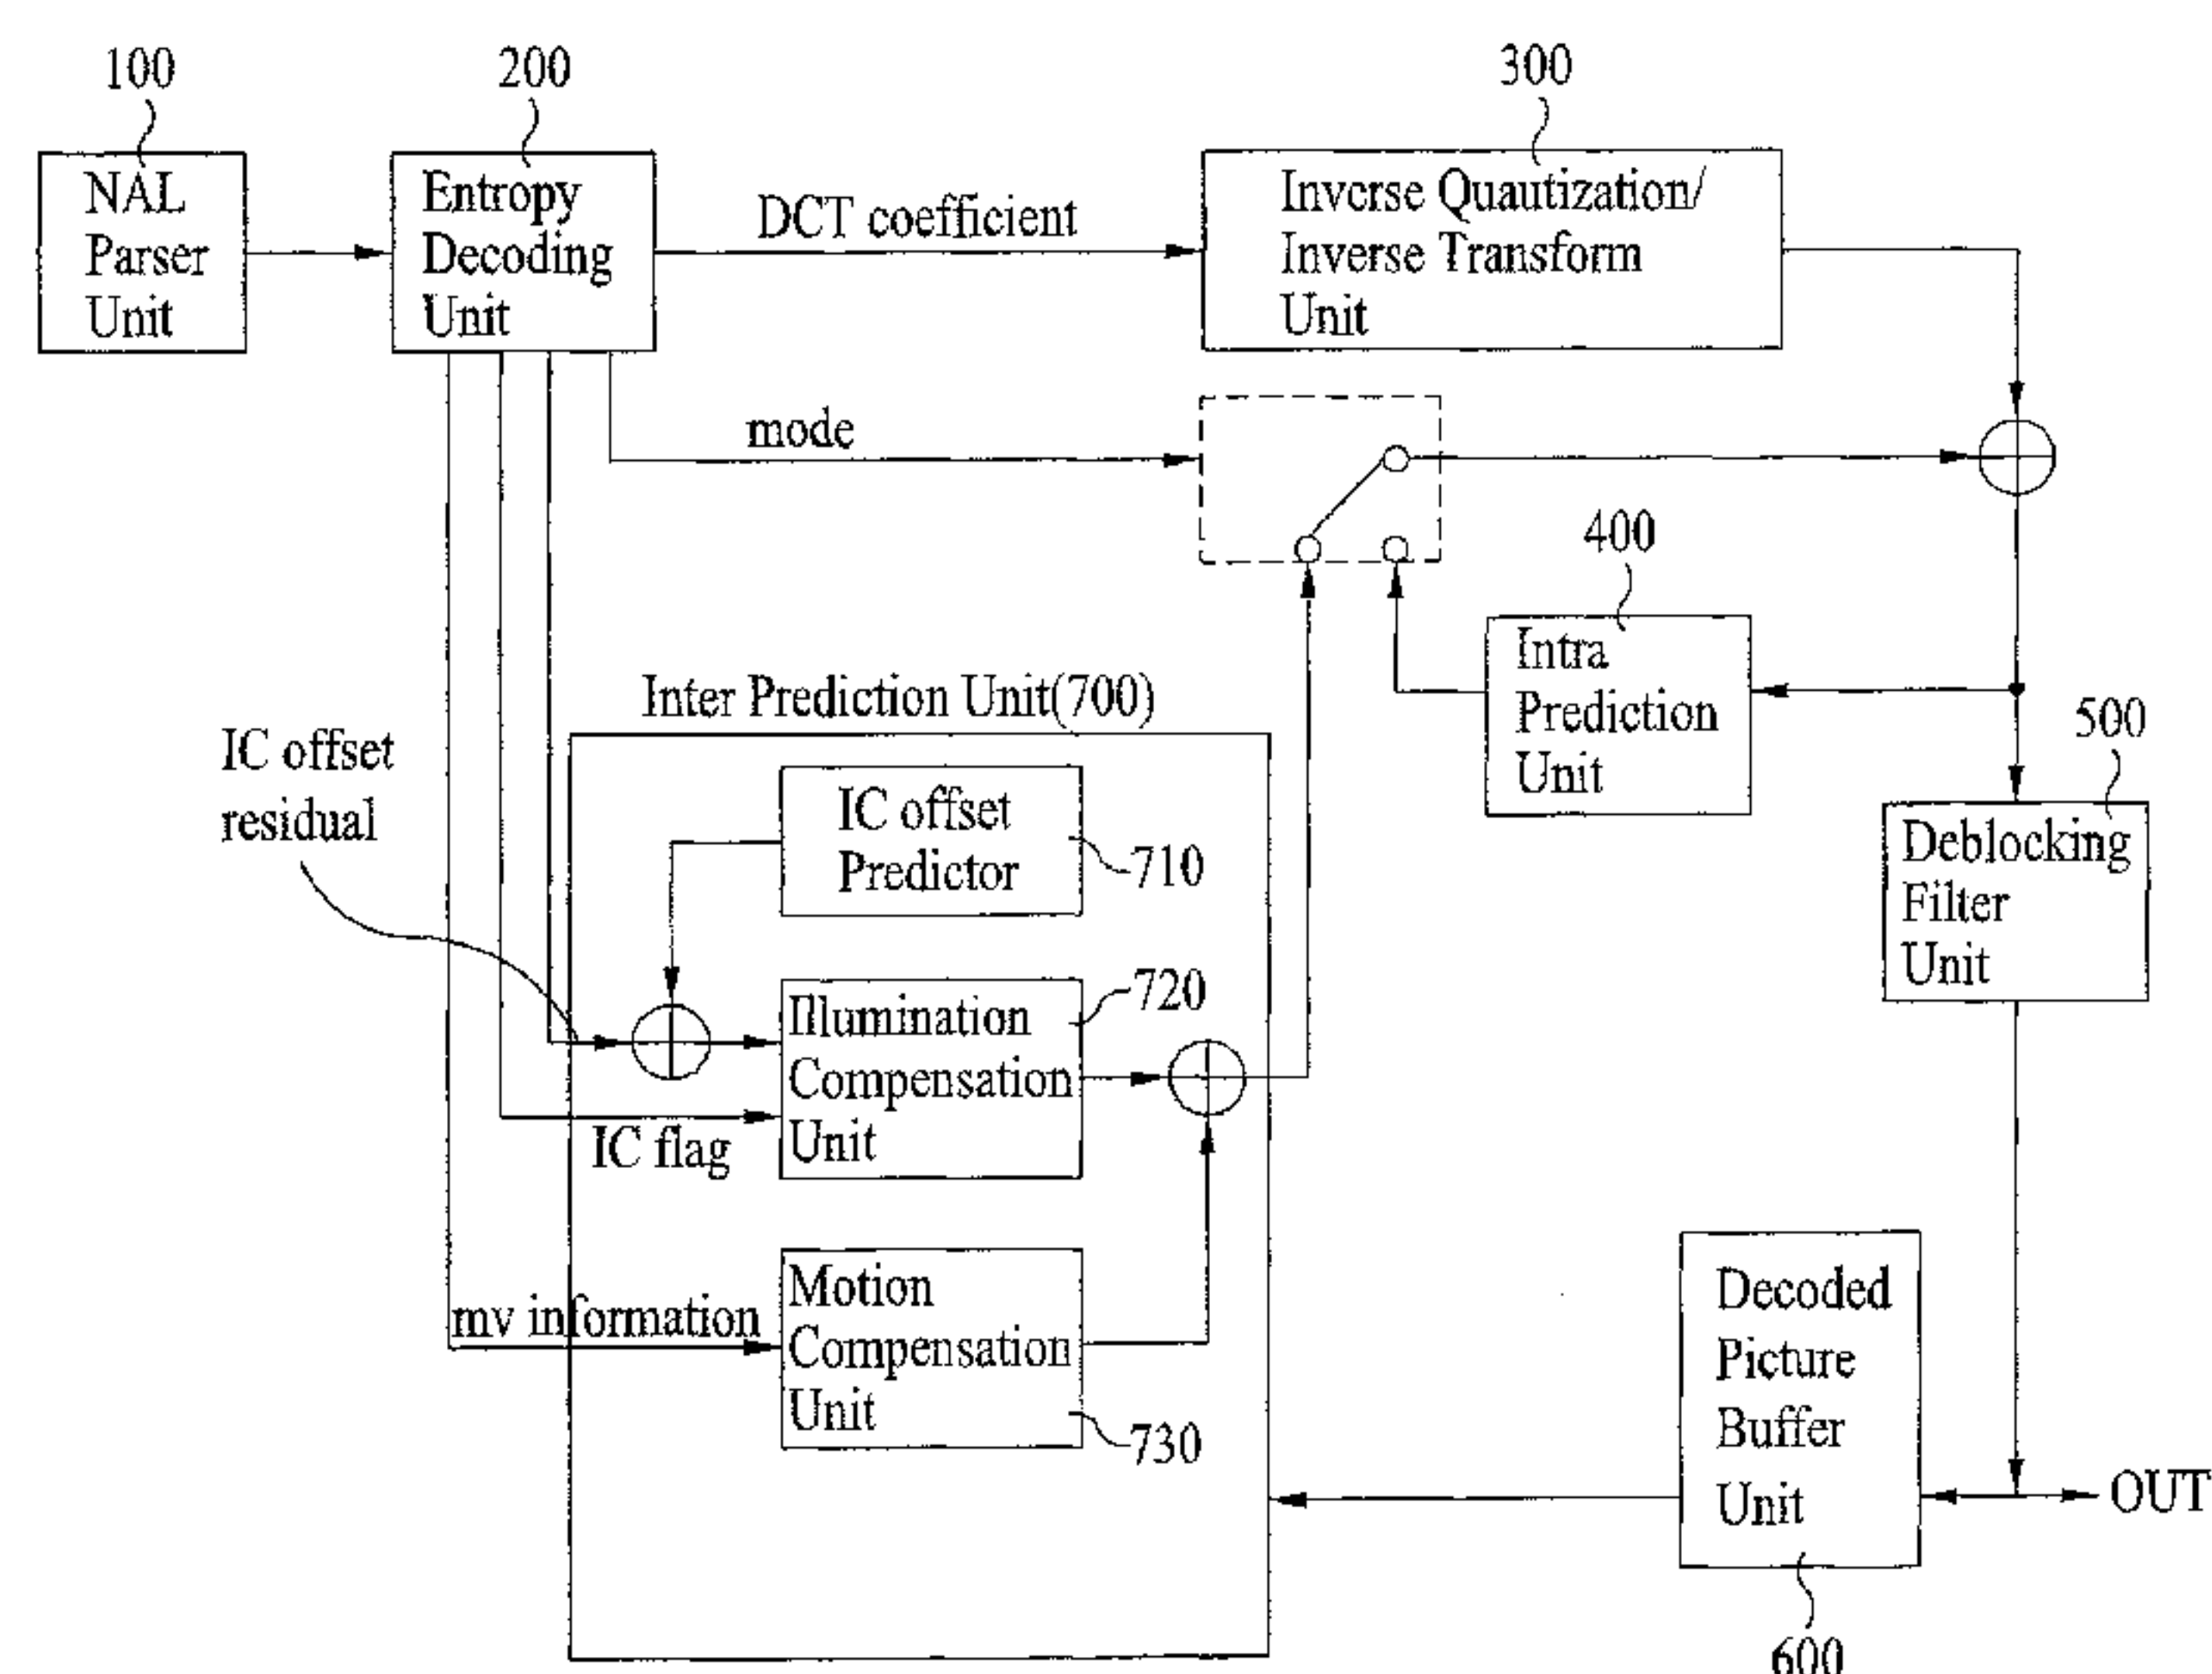 100
200
300
NAL
Parser
Unit
Entropy
Decoding
Unit
DCT coefficient
Inverse Quautization/
Inverse Transform
Unit
mode
400
Intra
Prediction
Unit
500
Deblocking
Filter
Unit
Inter Prediction Unit(700)
IC offset
residual
IC offset
Predictor
710
720
Illumination
Compensation
Unit
IC flag
mv information
Motion
Compensation
Unit
730
Decoded
Picture
Buffer
Unit
OUT
600